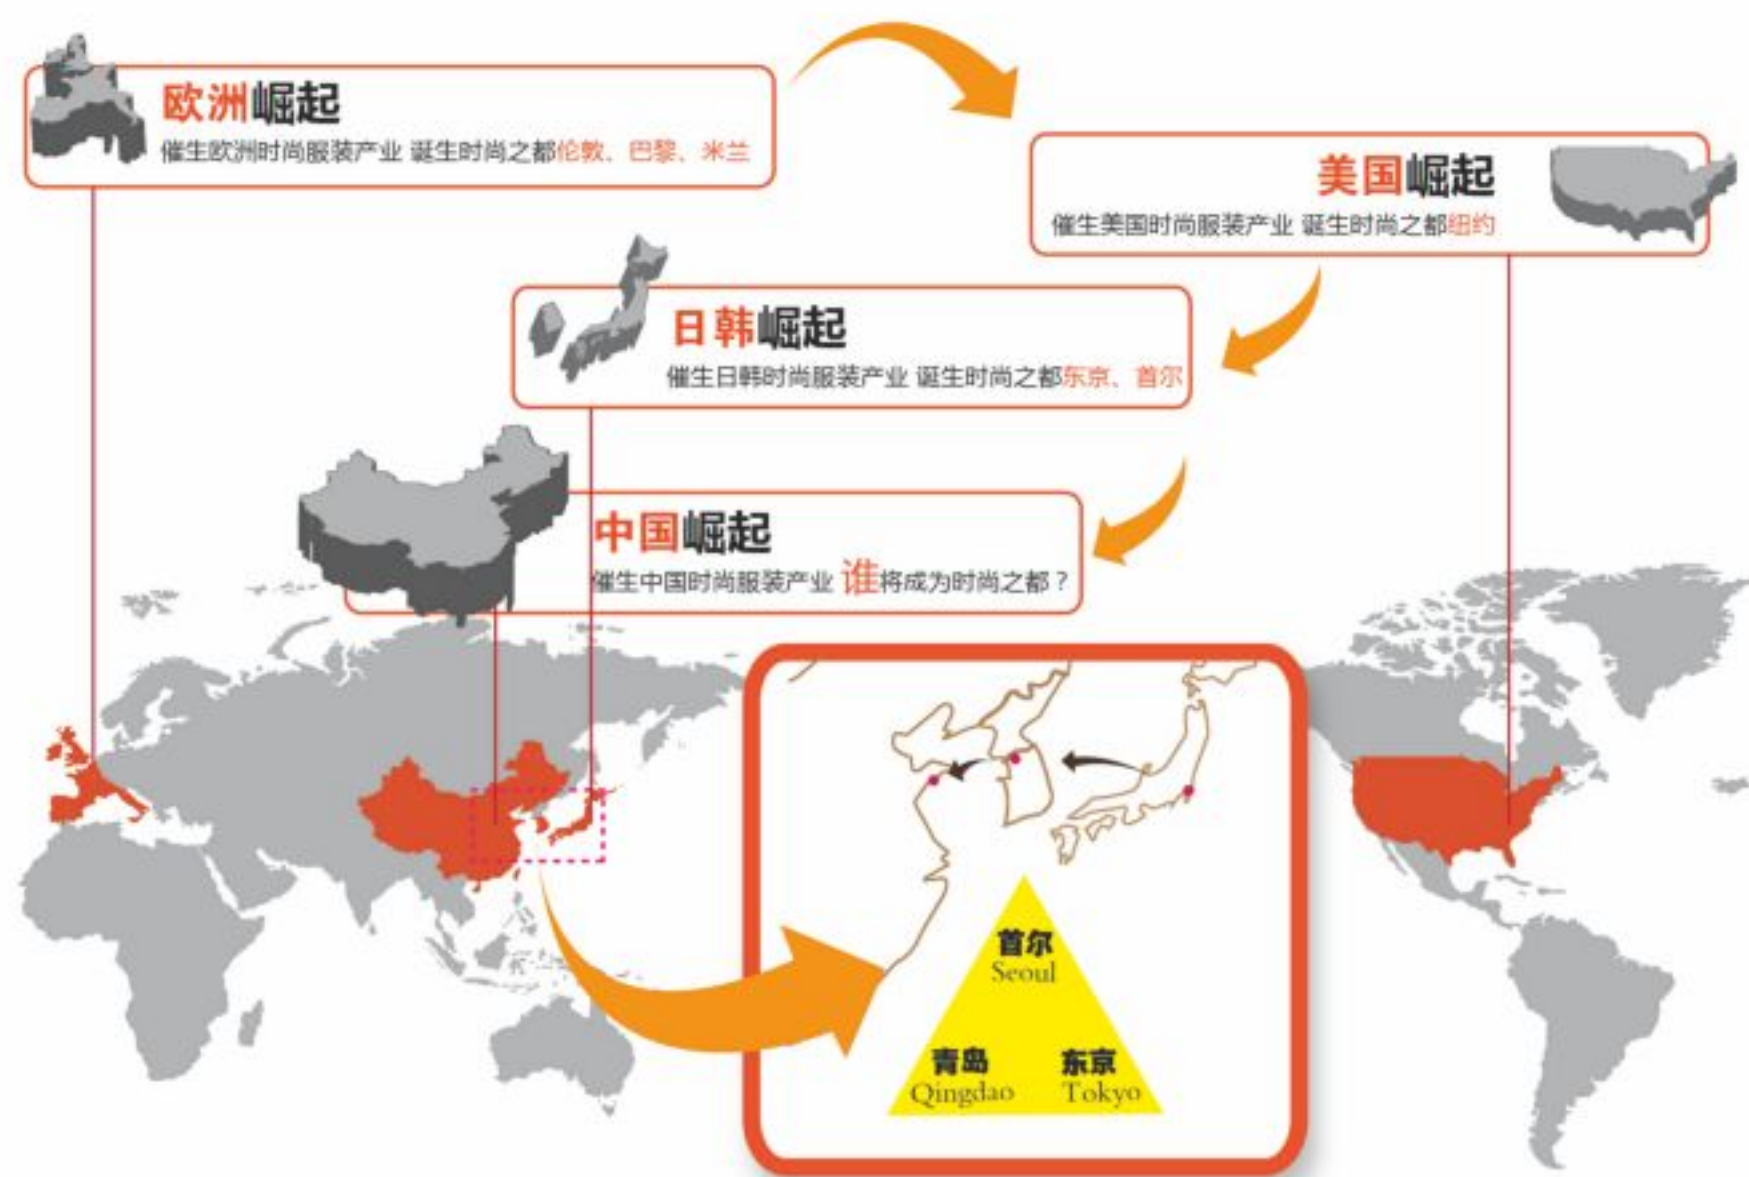 欧洲崛起
催生欧洲时尚服装产业 诞生时尚之都伦敦、巴黎、米兰
美国崛起
催生美国时尚服装产业 诞生时尚之都纽约
日韩崛起
催生日韩时尚服装产业 诞生时尚之都东京、首尔
中国崛起
催生中国时尚服装产业 谁将成为时尚之都？
首尔
Seoul
青岛
Qingdao
东京
Tokyo